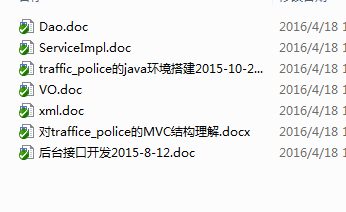 Dao.doc 2016/4/18 1
ServiceImpl.doc 2016/4/18 1
traffic_police的java环境搭建2015-10-2... 2016/4/18 1
VO.doc 2016/4/18 1
xml.doc 2016/4/18 1
对traffice_police的MVC结构理解.docx 2016/4/18 1
后台接口开发2015-8-12.doc 2016/4/18 1